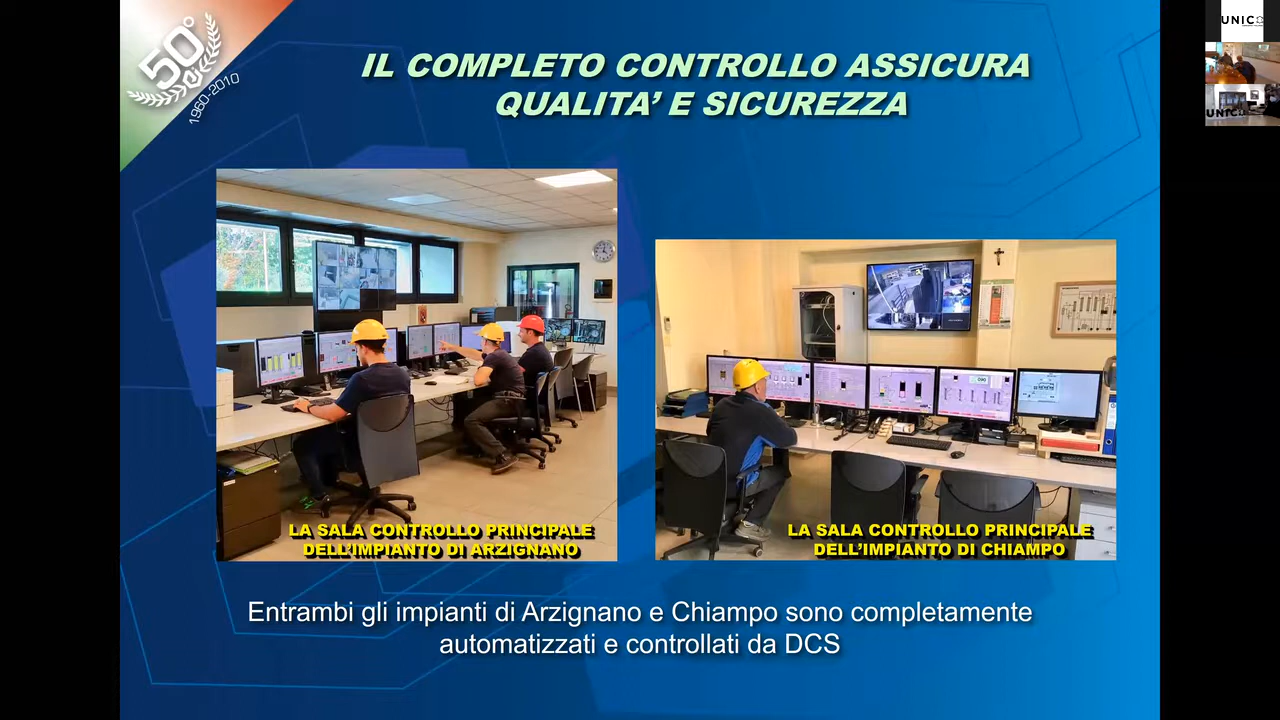 50°
1960-2010
IL COMPLETO CONTROLLO ASSICURA
QUALITA' E SICUREZZA
LA SALA CONTROLLO PRINCIPALE
DELL'IMPIANTO DI ARZIGNANO
LA SALA CONTROLLO PRINCIPALE
DELL'IMPIANTO DI CHIAMPO
Entrambi gli impianti di Arzignano e Chiampo sono completamente
automatizzati e controllati da DCS
UNIC
UNIC